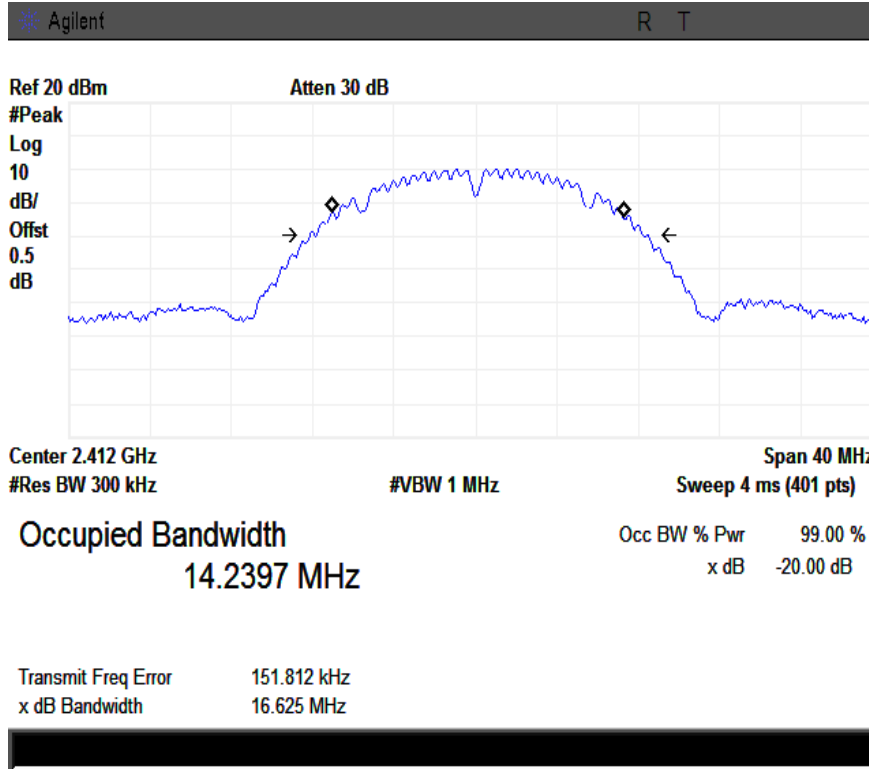 Agilent R T
Ref 20 dBm Atten 30 dB
#Peak
Log
10
dB/
Offst
0.5
dB
Center 2.412 GHz Span 40 MHz
#Res BW 300 kHz #VBW 1 MHz Sweep 4 ms (401 pts)
Occupied Bandwidth Occ BW % Pwr 99.00 %
14.2397 MHz x dB -20.00 dB
Transmit Freq Error 151.812 kHz
x dB Bandwidth 16.625 MHz